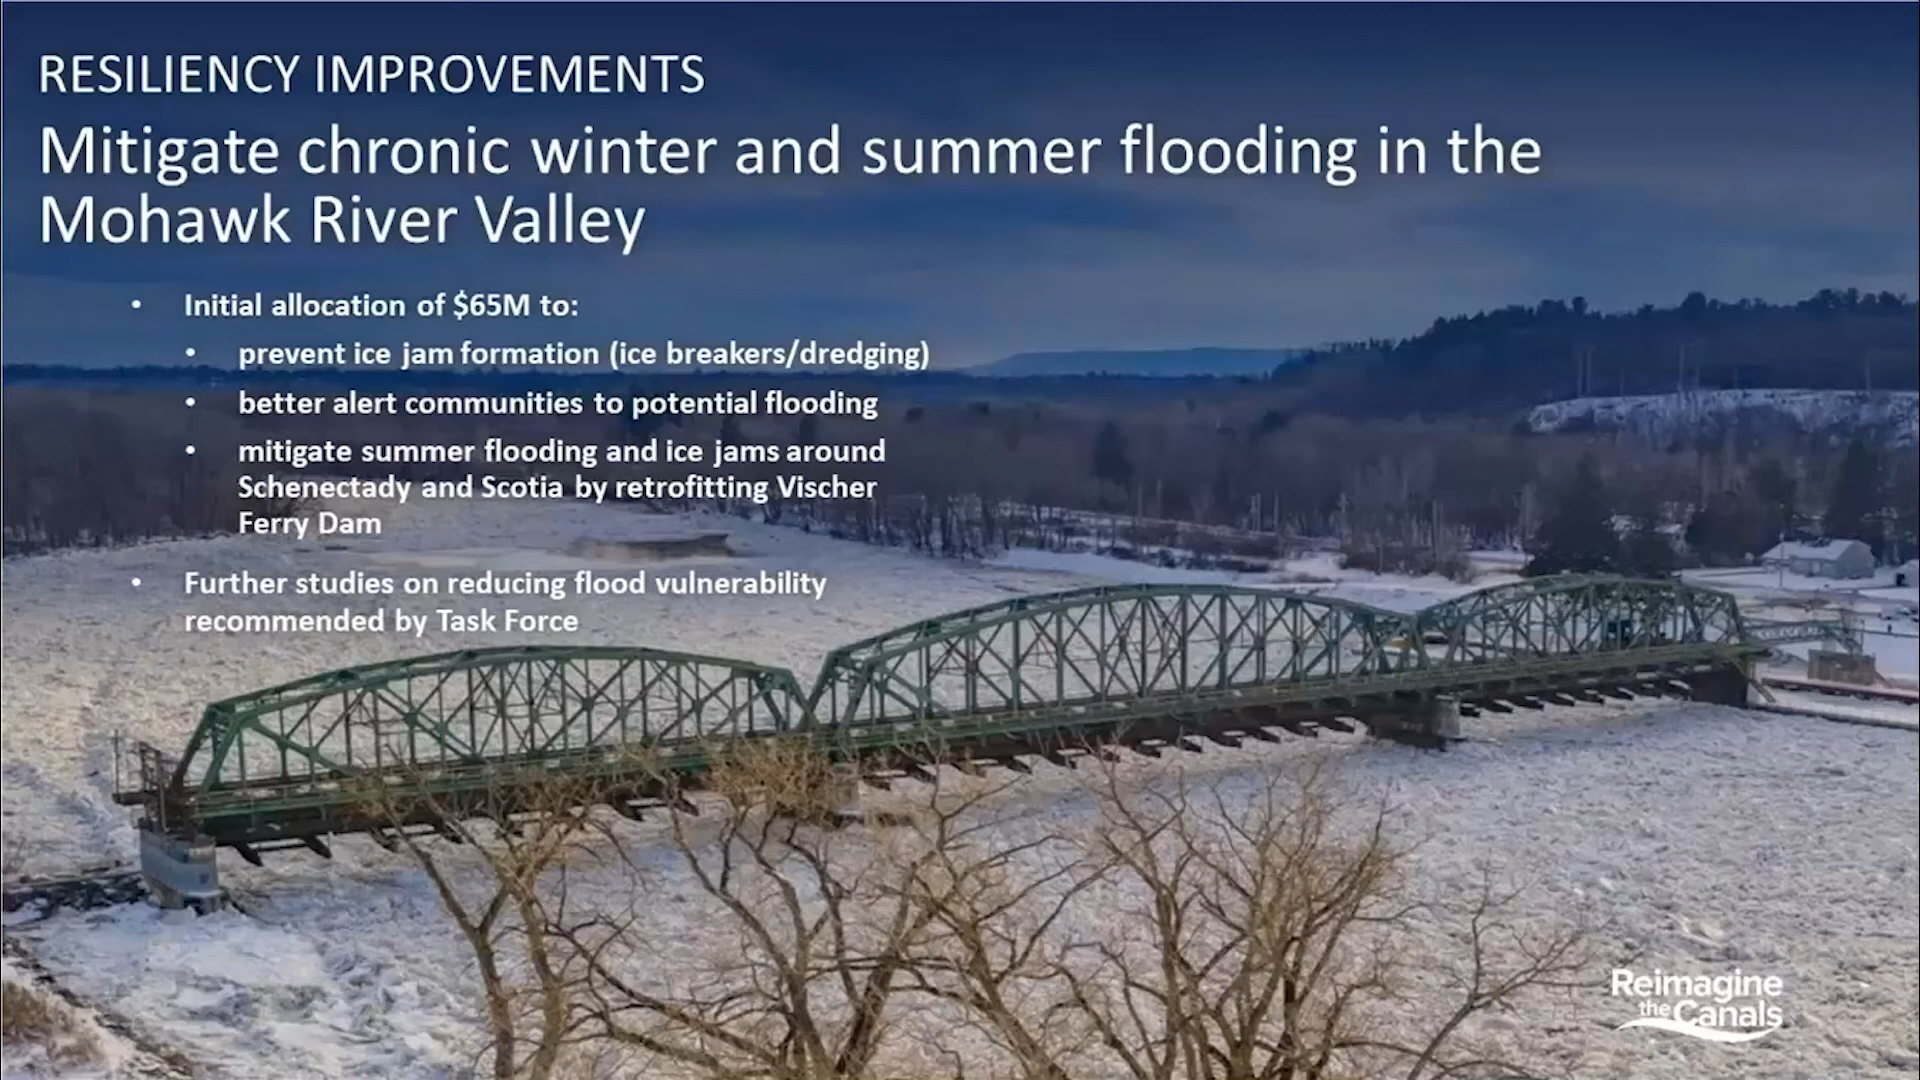 RESILIENCY IMPROVEMENTS
Mitigate chronic winter and summer flooding in the
Mohawk River Valley
• Initial allocation of $65M to:
• prevent ice jam formation (ice breakers/dredging)
• better alert communities to potential flooding
• mitigate summer flooding and ice jams around
Schenectady and Scotia by retrofitting Vischer
Ferry Dam
• Further studies on reducing flood vulnerability
recommended by Task Force
Reimagine
the Canals